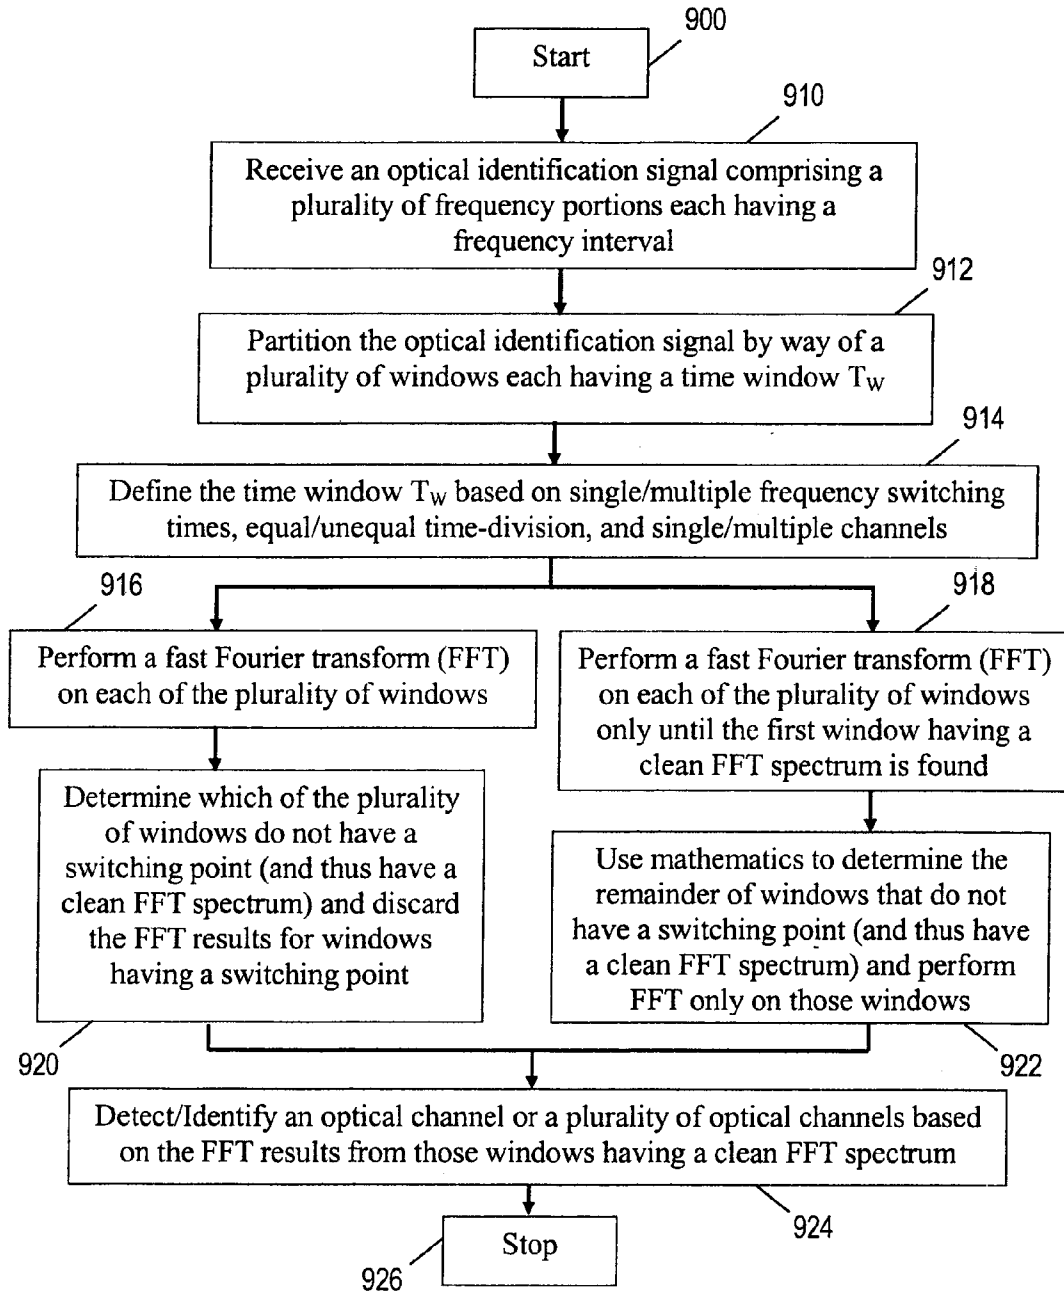 900
Start
910
Receive an optical identification signal comprising a
plurality of frequency portions each having a
frequency interval
912
Partition the optical identification signal by way of a
plurality of windows each having a time window TW
914
Define the time window TW based on single/multiple frequency switching
times, equal/unequal time-division, and single/multiple channels
916
Perform a fast Fourier transform (FFT)
on each of the plurality of windows
918
Perform a fast Fourier transform (FFT)
on each of the plurality of windows
only until the first window having a
clean FFT spectrum is found
Determine which of the plurality
of windows do not have a
switching point (and thus have a
clean FFT spectrum) and discard
the FFT results for windows
having a switching point
920
Use mathematics to determine the
remainder of windows that do not
have a switching point (and thus have
a clean FFT spectrum) and perform
FFT only on those windows
922
Detect/Identify an optical channel or a plurality of optical channels based
on the FFT results from those windows having a clean FFT spectrum
924
Stop
926